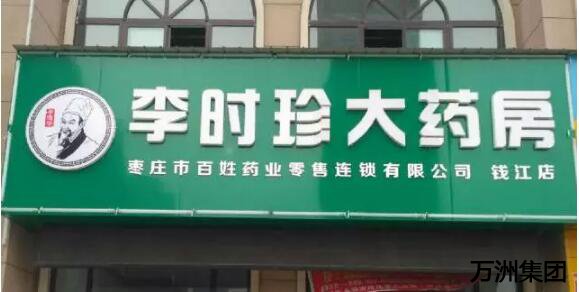 李时珍大药房
枣庄市百姓药业零售连锁有限公司 钱江店
万洲集团